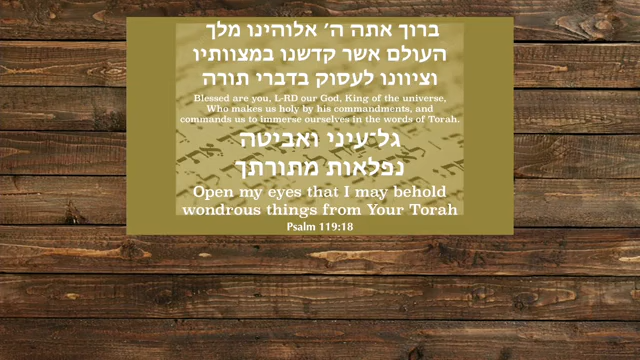 ברוך אתה ה׳ אלוהינו מלך
העולם אשר קדשנו במצוותיו
וציוונו לעסוק בדברי תורה
Blessed are you, L-RD our God, King of the universe,
Who makes us holy by his commandments, and
commands us to immerse ourselves in the words of Torah.
גל־עיני ואביטה
נפלאות מתורתך
Open my eyes that I may behold
wondrous things from Your Torah
Psalm 119:18